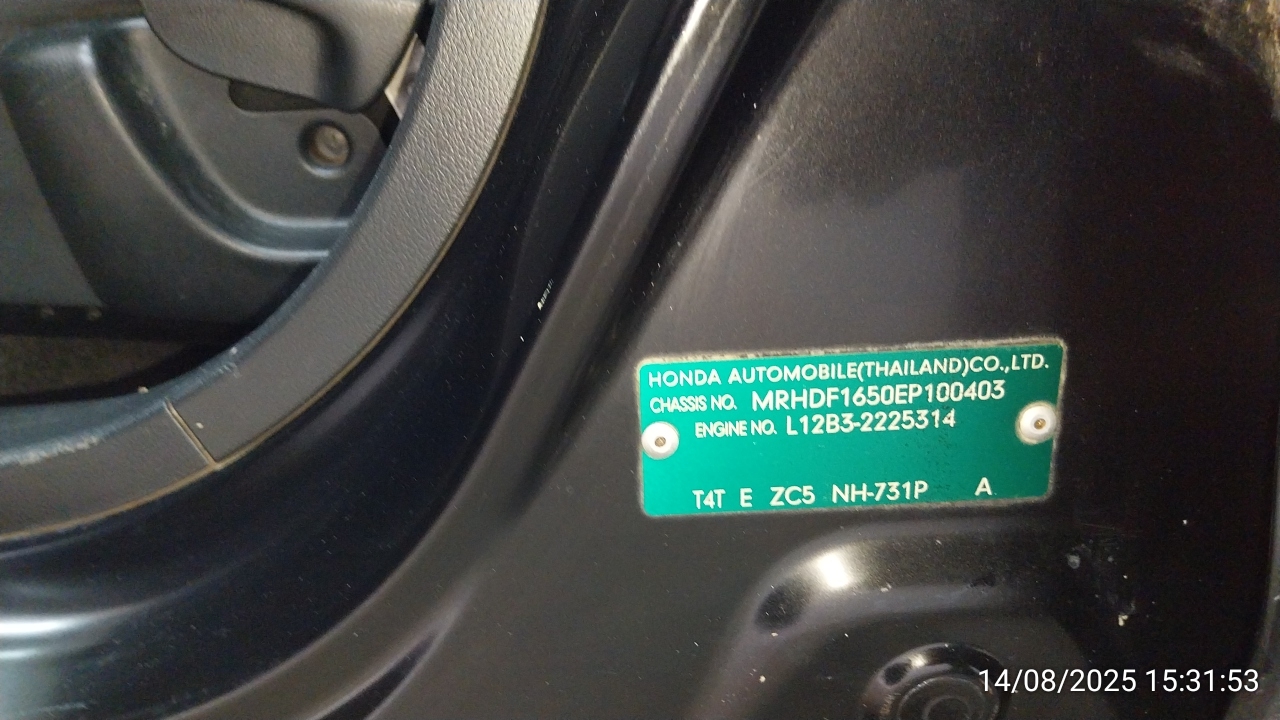 HONDA AUTOMOBILE(THAILAND)CO.,LTD.
CHASSIS NO. MRHDF1650EP100403
ENGINE NO. L12B3-2225314
T4T E ZC5 NH-731P A
14/08/2025 15:31:53